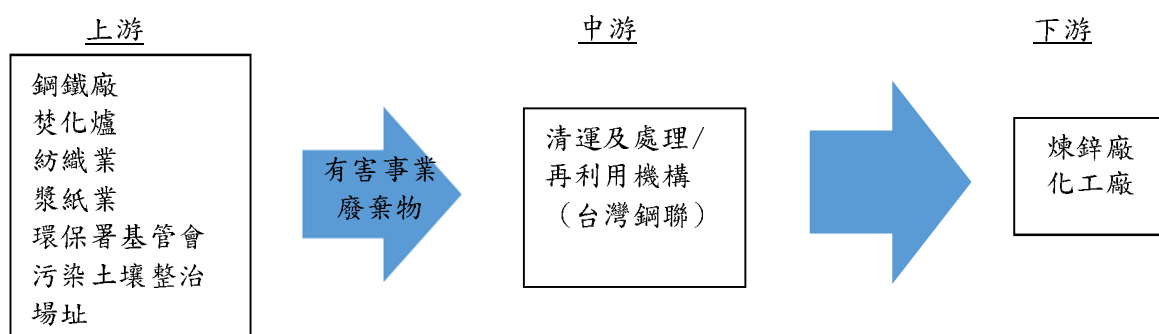 上游
鋼鐵廠
焚化爐
紡織業
漿紙業
環保署基管會
污染土壤整治
場址
有害事業
廢棄物
中游
清運及處理/
再利用機構
（台灣鋼聯）
下游
煉鋅廠
化工廠